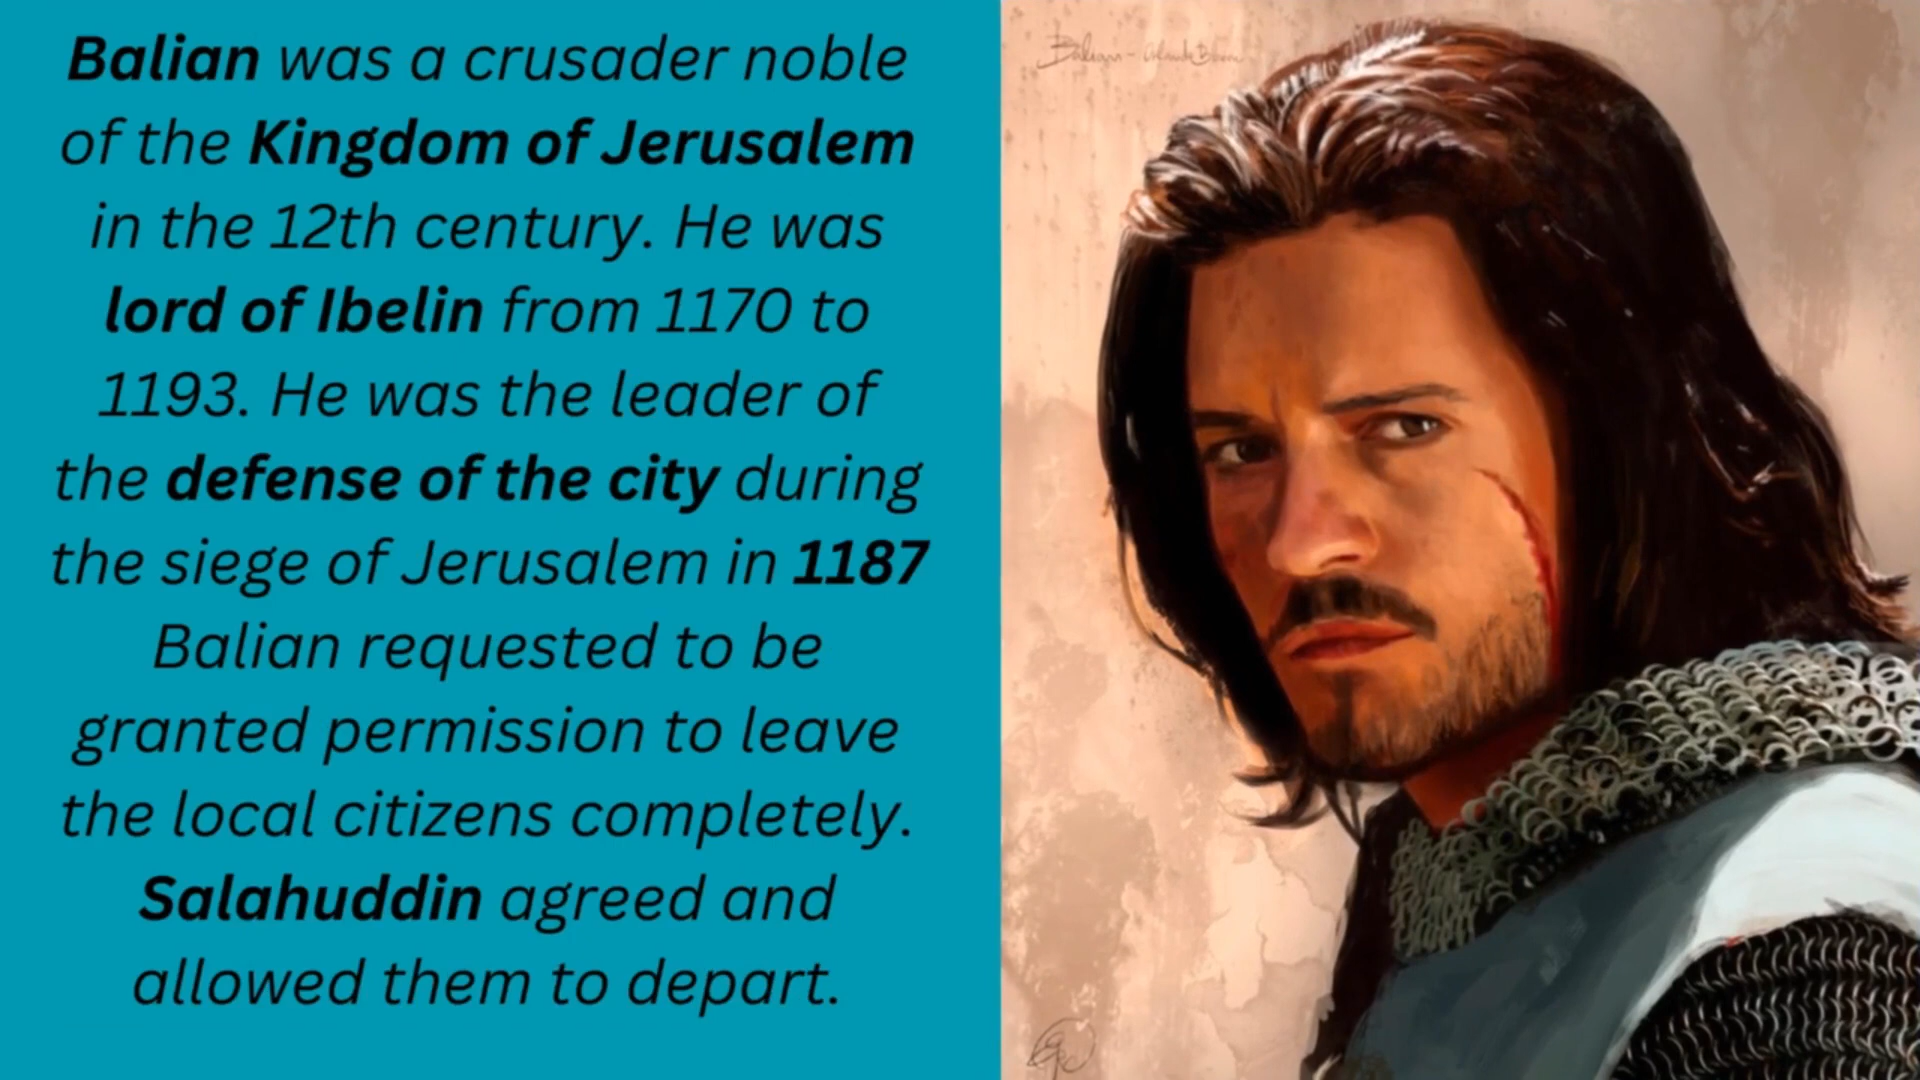 Balian was a crusader noble
of the Kingdom of Jerusalem
in the 12th century. He was
lord of Ibelin from 1170 to
1193. He was the leader of
the defense of the city during
the siege of Jerusalem in 1187
Balian requested to be
granted permission to leave
the local citizens completely.
Salahuddin agreed and
allowed them to depart.
Balian -